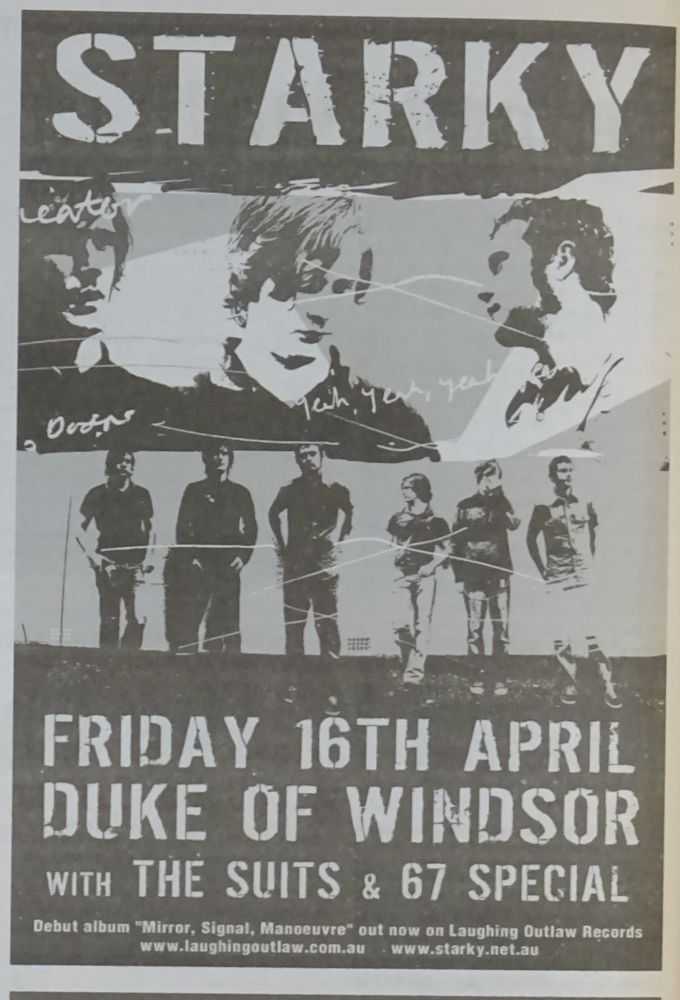 STARKY
Yeah, Yeah, Yeah
FRIDAY 16TH APRIL
DUKE OF WINDSOR
WITH THE SUITS & 67 SPECIAL
Debut album "Mirror, Signal, Manoeuvre" out now on Laughing Outlaw Records
www.laughingoutlaw.com.au www.starky.net.au